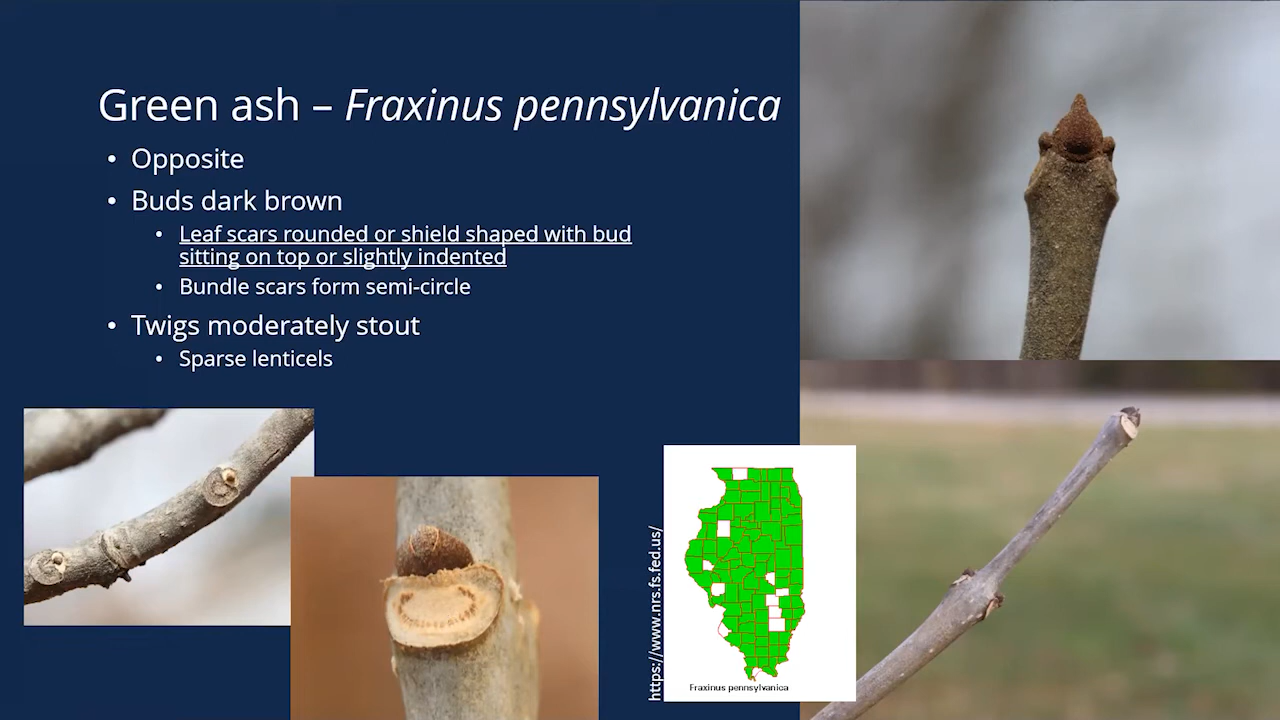 Green ash – Fraxinus pennsylvanica
• Opposite
• Buds dark brown
• Leaf scars rounded or shield shaped with bud
sitting on top or slightly indented
• Bundle scars form semi-circle
• Twigs moderately stout
• Sparse lenticels
https://www.nrs.fs.fed.us/
Fraxinus pennsylvanica